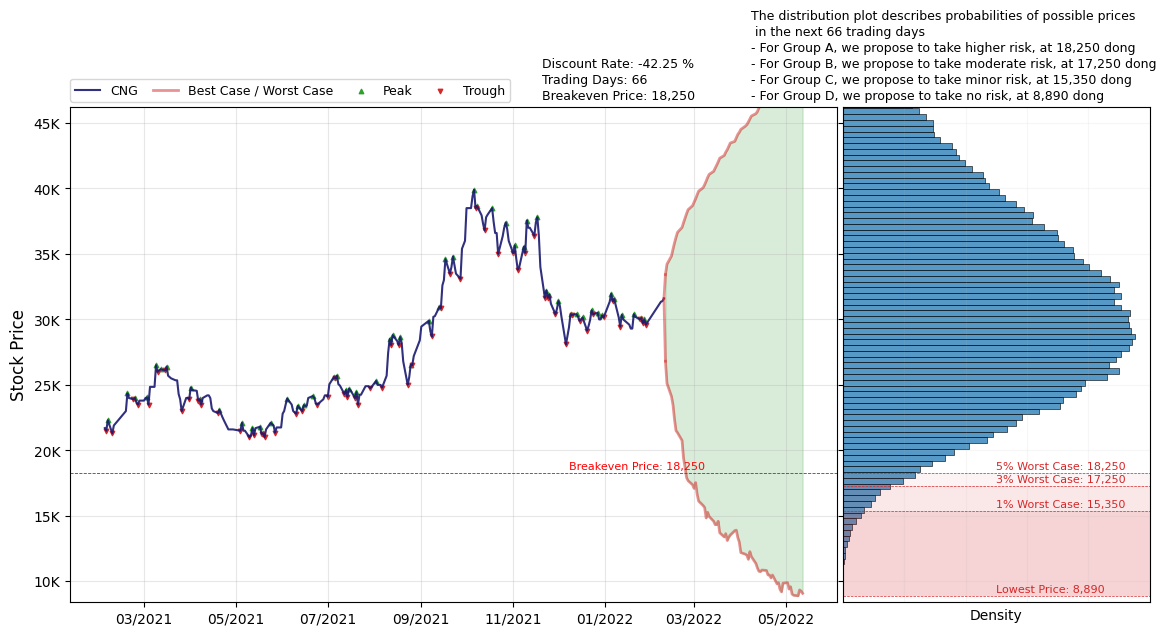 The distribution plot describes probabilities of possible prices
in the next 66 trading days
- For Group A, we propose to take higher risk, at 18,250 dong
- For Group B, we propose to take moderate risk, at 17,250 dong
- For Group C, we propose to take minor risk, at 15,350 dong
- For Group D, we propose to take no risk, at 8,890 dong
Discount Rate: -42.25 %
Trading Days: 66
Breakeven Price: 18,250
CNG
Best Case / Worst Case
Peak
Trough
Stock Price
45K
40K
35K
30K
25K
20K
15K
10K
Breakeven Price: 18,250
03/2021
05/2021
07/2021
09/2021
11/2021
01/2022
03/2022
05/2022
5% Worst Case: 18,250
3% Worst Case: 17,250
1% Worst Case: 15,350
Lowest Price: 8,890
Density